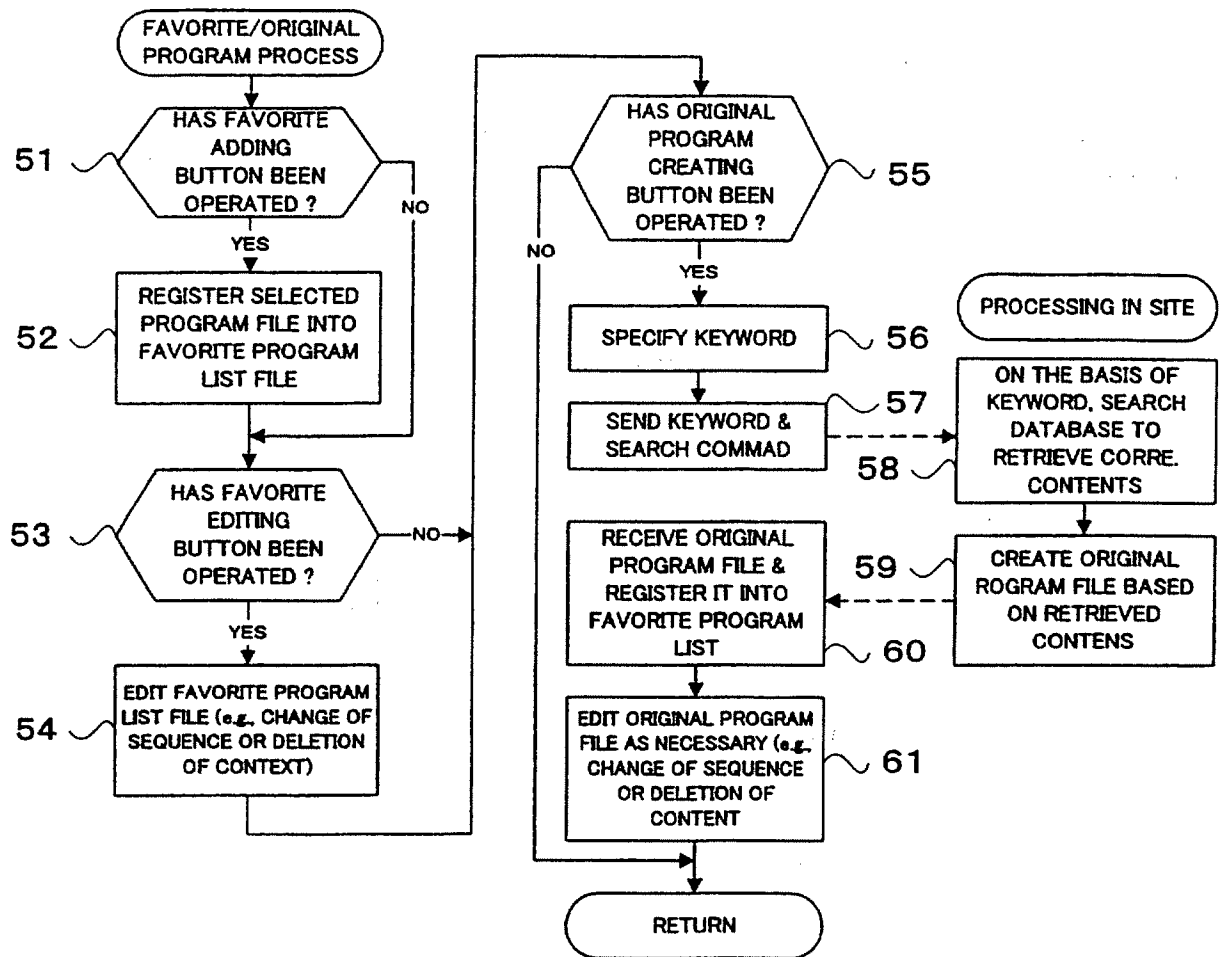 FAVORITE/ORIGINAL
PROGRAM PROCESS
51
HAS FAVORITE
ADDING
BUTTON BEEN
OPERATED ?
NO
YES
52
REGISTER SELECTED
PROGRAM FILE INTO
FAVORITE PROGRAM
LIST FILE
53
HAS FAVORITE
EDITING
BUTTON BEEN
OPERATED ?
NO
YES
54
EDIT FAVORITE PROGRAM
LIST FILE (e.g., CHANGE OF
SEQUENCE OR DELETION
OF CONTEXT)
HAS ORIGINAL
PROGRAM
CREATING
BUTTON BEEN
OPERATED ?
55
NO
YES
SPECIFY KEYWORD
56
SEND KEYWORD &
SEARCH COMMAD
57
PROCESSING IN SITE
ON THE BASIS OF
KEYWORD, SEARCH
DATABASE TO
RETRIEVE CORRE.
CONTENTS
58
59
CREATE ORIGINAL
ROGRAM FILE BASED
ON RETRIEVED
CONTENS
RECEIVE ORIGINAL
PROGRAM FILE &
REGISTER IT INTO
FAVORITE PROGRAM
LIST
60
EDIT ORIGINAL PROGRAM
FILE AS NECESSARY (e.g.,
CHANGE OF SEQUENCE
OR DELETION OF
CONTENT
61
RETURN